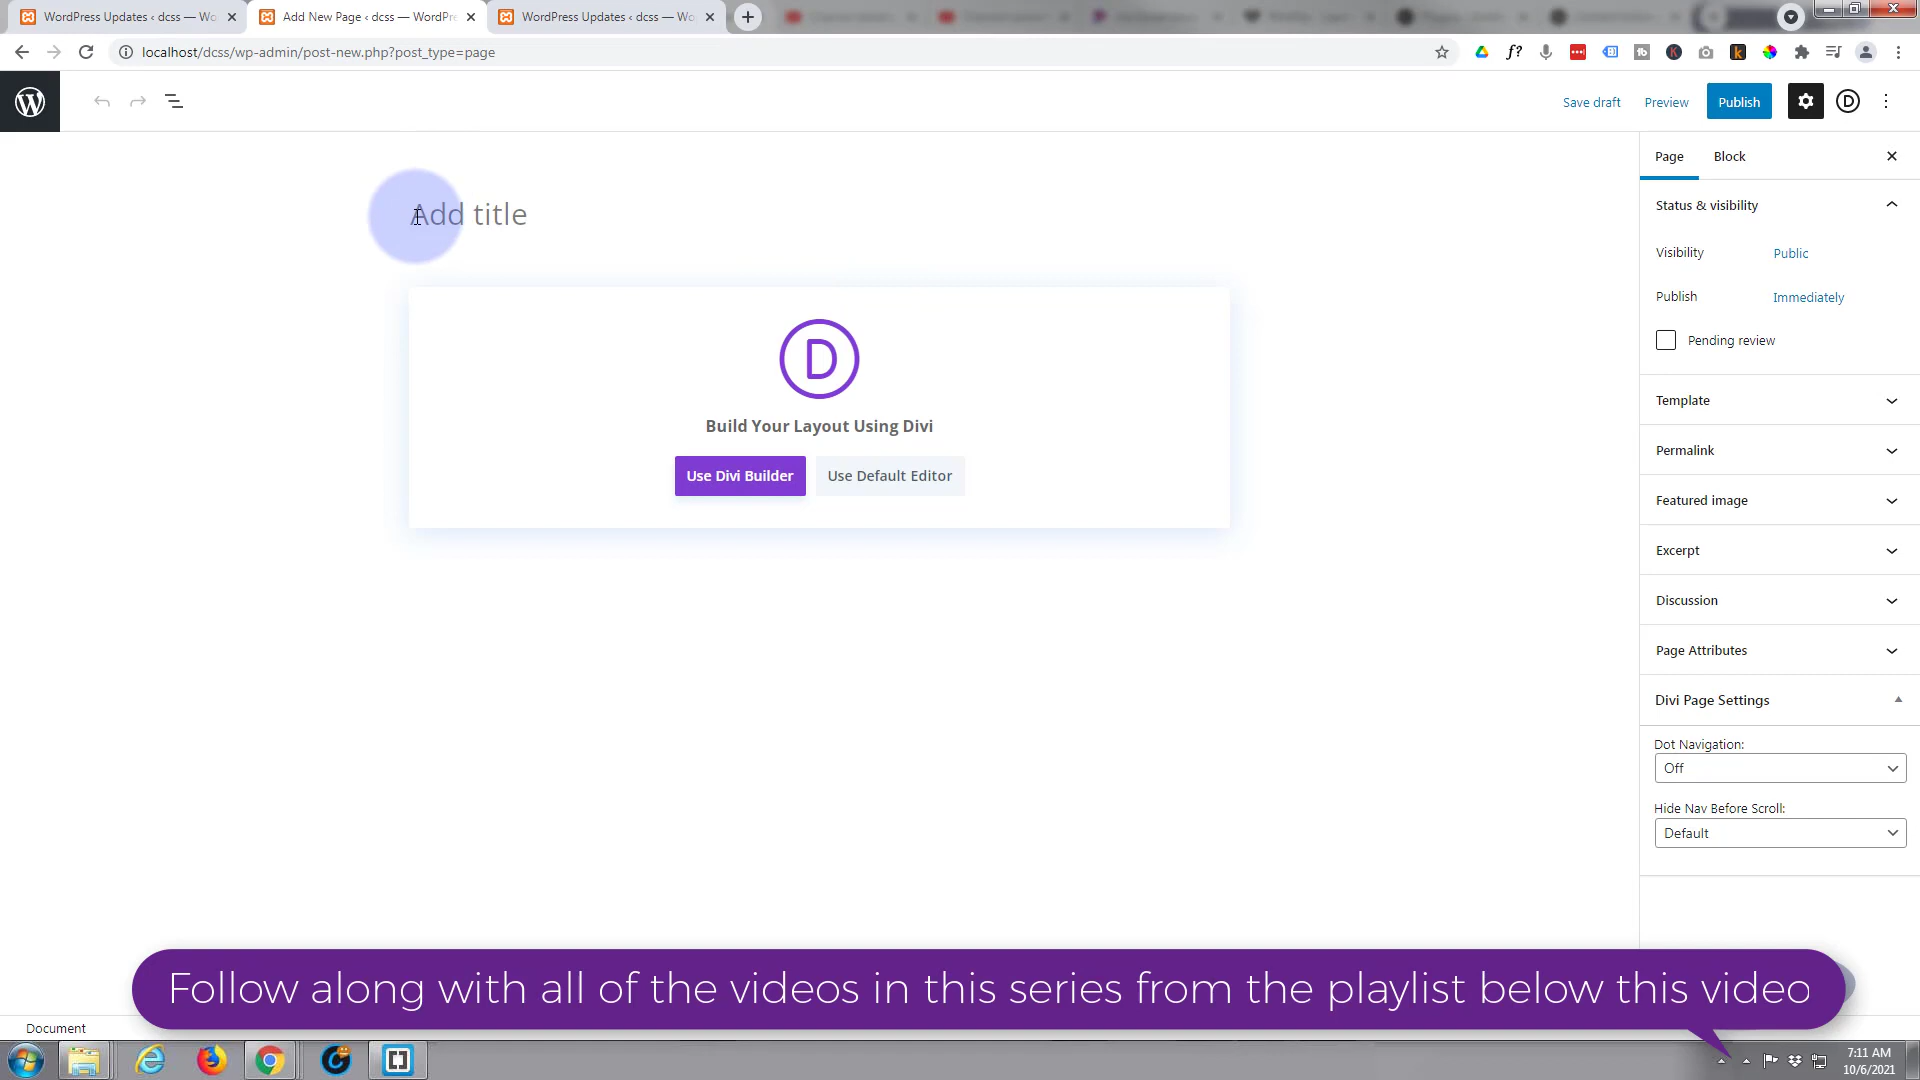 WordPress Updates ‹ dcss — Wo
Add New Page ‹ dcss — WordPre
WordPress Updates ‹ dcss — Wo
localhost/dcss/wp-admin/post-new.php?post_type=page
Save draft
Preview
Publish
Page
Block
Add title
Status & visibility
Visibility
Public
Publish
Immediately
Pending review
Build Your Layout Using Divi
Use Divi Builder
Use Default Editor
Template
Permalink
Featured image
Excerpt
Discussion
Page Attributes
Divi Page Settings
Dot Navigation:
Off
Hide Nav Before Scroll:
Default
Follow along with all of the videos in this series from the playlist below this video
Document
7:11 AM
10/6/2021